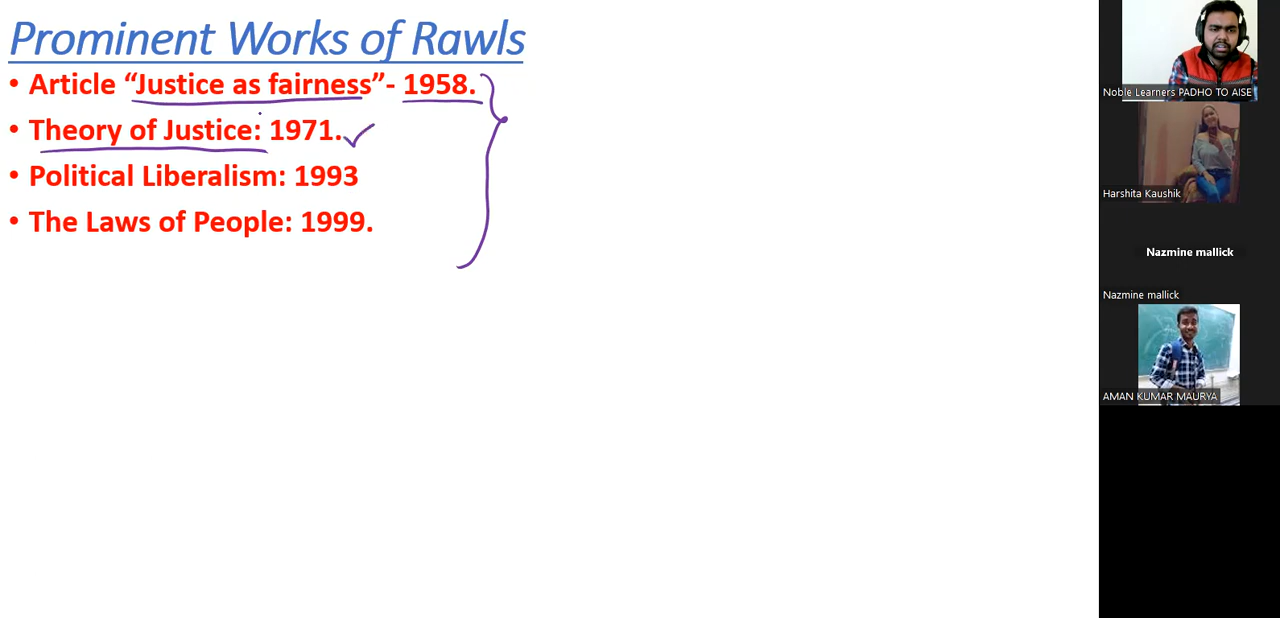 Prominent Works of Rawls
• Article “Justice as fairness”- 1958.
• Theory of Justice: 1971.
• Political Liberalism: 1993
• The Laws of People: 1999.
Noble Learners PADHO TO AISE
Harshita Kaushik
Nazmine mallick
Nazmine mallick
AMAN KUMAR MAURYA